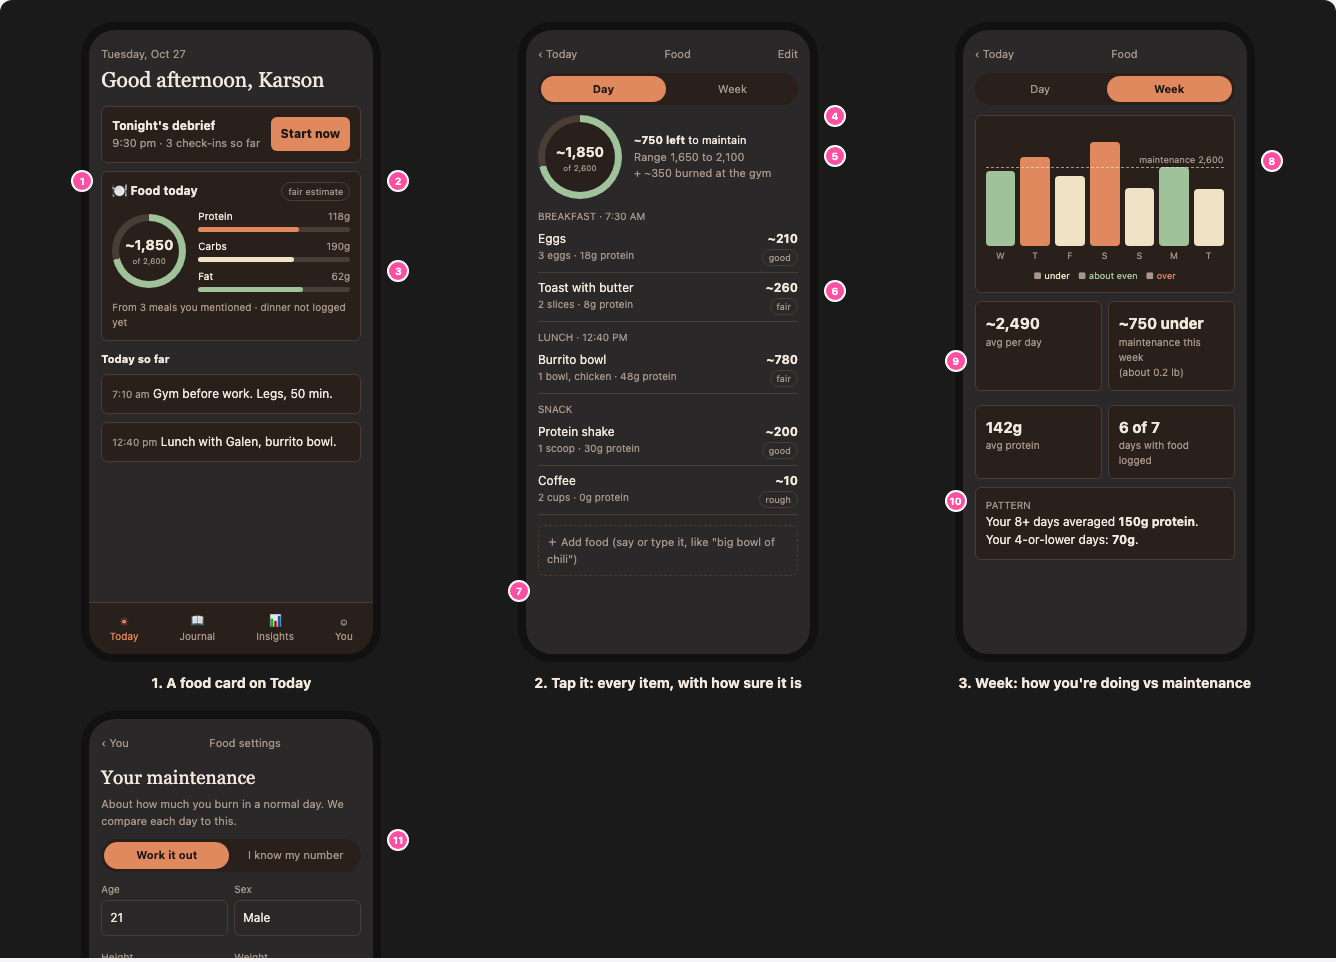 Tuesday, Oct 27
Good afternoon, Karson
Tonight's debrief
9:30 pm · 3 check-ins so far
Start now
1
Food today
fair estimate
2
~1,850
of 2,600
Protein
118g
Carbs
190g
3
Fat
62g
From 3 meals you mentioned · dinner not logged
yet
Today so far
7:10 am Gym before work. Legs, 50 min.
12:40 pm Lunch with Galen, burrito bowl.
Today
Journal
Insights
You
1. A food card on Today
‹ Today
Food
Edit
Day
Week
4
~1,850
of 2,600
~750 left to maintain
Range 1,650 to 2,100
+ ~350 burned at the gym
5
BREAKFAST · 7:30 AM
Eggs
~210
3 eggs · 18g protein
good
Toast with butter
~260
2 slices · 8g protein
fair
6
LUNCH · 12:40 PM
Burrito bowl
~780
1 bowl, chicken · 48g protein
fair
SNACK
Protein shake
~200
1 scoop · 30g protein
good
Coffee
~10
2 cups · 0g protein
rough
+ Add food (say or type it, like "big bowl of
chili")
7
2. Tap it: every item, with how sure it is
‹ Today
Food
Day
Week
maintenance 2,600
8
W
T
F
S
S
M
T
under
about even
over
~2,490
avg per day
~750 under
maintenance this
week
(about 0.2 lb)
9
142g
avg protein
6 of 7
days with food
logged
10
PATTERN
Your 8+ days averaged 150g protein.
Your 4-or-lower days: 70g.
3. Week: how you're doing vs maintenance
‹ You
Food settings
Your maintenance
About how much you burn in a normal day. We
compare each day to this.
Work it out
I know my number
11
Age
Sex
21
Male
Height
Weight